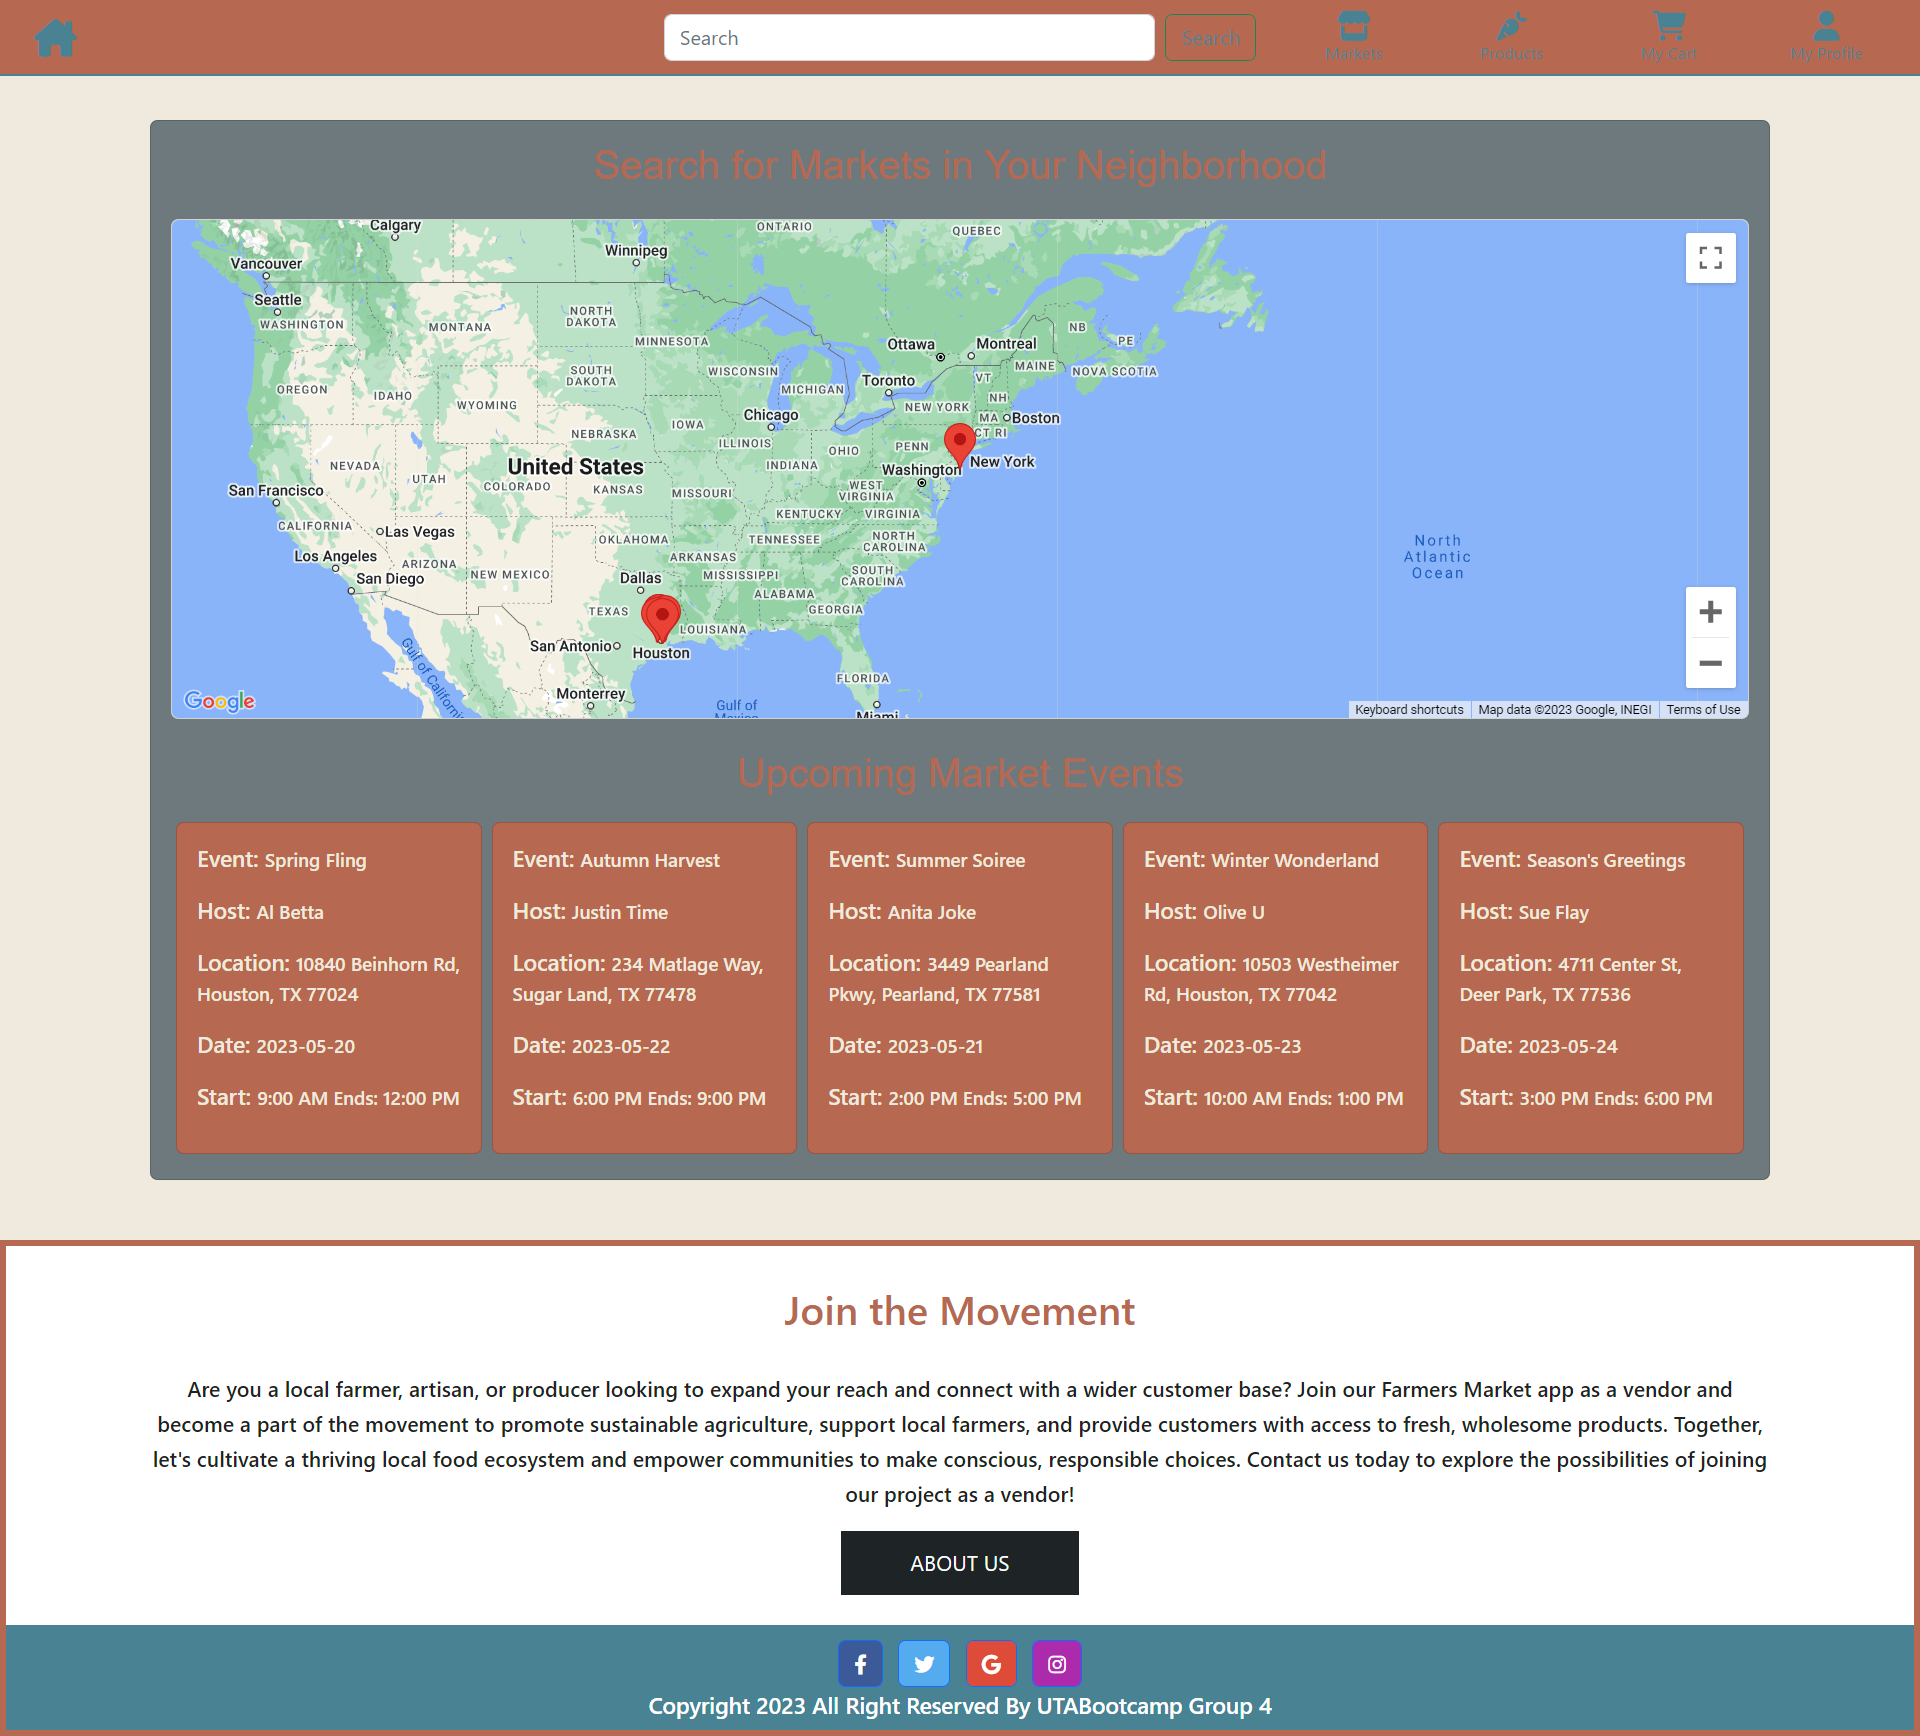 Search
Search
Markets
Products
My Cart
My Profile
Search for Markets in Your Neighborhood
Calgary
ONTARIO
QUEBEC
Winnipeg
Vancouver
Seattle
WASHINGTON
MONTANA
NORTH
DAKOTA
MINNESOTA
NB
PE
Ottawa
Montreal
MAINE
NOVA SCOTIA
WISCONSIN
SOUTH
DAKOTA
MICHIGAN
Toronto
VT
OREGON
IDAHO
WYOMING
NH
NEW YORK
Chicago
MA
Boston
IOWA
NEBRASKA
ILLINOIS
CT RI
OHIO
PENN
NEVADA
United States
INDIANA
Washington
New York
UTAH
COLORADO
KANSAS
MISSOURI
WEST
VIRGINIA
San Francisco
KENTUCKY
VIRGINIA
CALIFORNIA
Las Vegas
OKLAHOMA
TENNESSEE
NORTH
CAROLINA
North
Atlantic
Ocean
Los Angeles
ARIZONA
NEW MEXICO
ARKANSAS
San Diego
Dallas
MISSISSIPPI
SOUTH
CAROLINA
ALABAMA
TEXAS
GEORGIA
LOUISIANA
San Antonio
Houston
Gulf of California
FLORIDA
Monterrey
Gulf of
Mexico
Miami
Google
Keyboard shortcuts
Map data ©2023 Google, INEGI
Terms of Use
Upcoming Market Events
Event: Spring Fling
Host: Al Betta
Location: 10840 Beinhorn Rd,
Houston, TX 77024
Date: 2023-05-20
Start: 9:00 AM Ends: 12:00 PM
Event: Autumn Harvest
Host: Justin Time
Location: 234 Matlage Way,
Sugar Land, TX 77478
Date: 2023-05-22
Start: 6:00 PM Ends: 9:00 PM
Event: Summer Soiree
Host: Anita Joke
Location: 3449 Pearland
Pkwy, Pearland, TX 77581
Date: 2023-05-21
Start: 2:00 PM Ends: 5:00 PM
Event: Winter Wonderland
Host: Olive U
Location: 10503 Westheimer
Rd, Houston, TX 77042
Date: 2023-05-23
Start: 10:00 AM Ends: 1:00 PM
Event: Season's Greetings
Host: Sue Flay
Location: 4711 Center St,
Deer Park, TX 77536
Date: 2023-05-24
Start: 3:00 PM Ends: 6:00 PM
Join the Movement
Are you a local farmer, artisan, or producer looking to expand your reach and connect with a wider customer base? Join our Farmers Market app as a vendor and
become a part of the movement to promote sustainable agriculture, support local farmers, and provide customers with access to fresh, wholesome products. Together,
let's cultivate a thriving local food ecosystem and empower communities to make conscious, responsible choices. Contact us today to explore the possibilities of joining
our project as a vendor!
ABOUT US
Copyright 2023 All Right Reserved By UTABootcamp Group 4